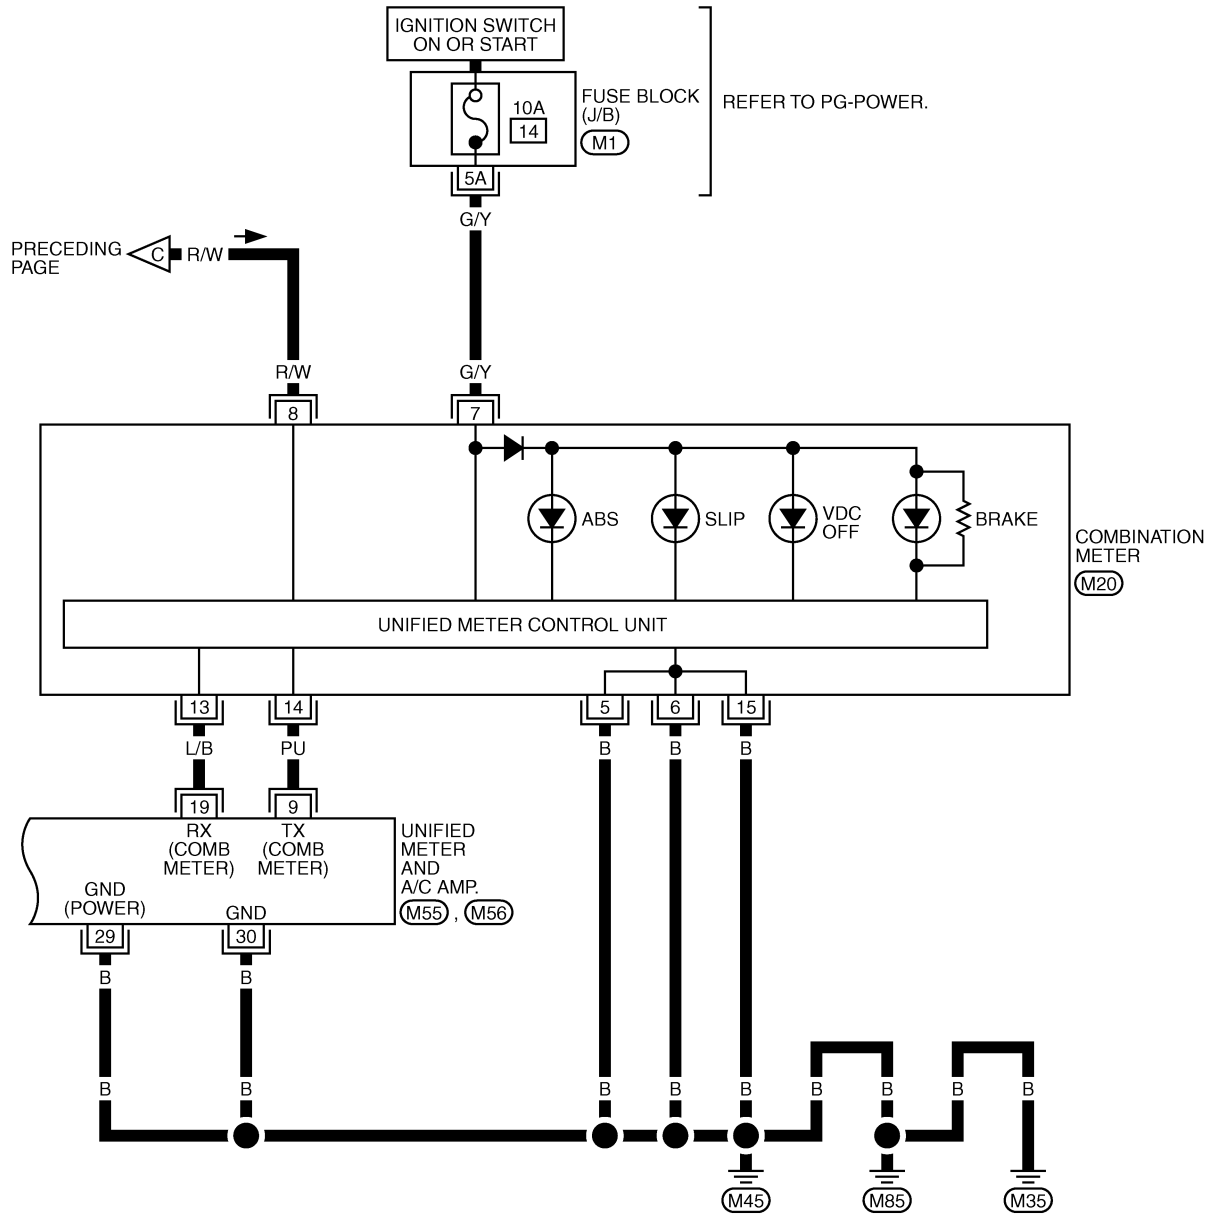 IGNITION SWITCH
ON OR START
10A
14
FUSE BLOCK
(J/B)
M1
REFER TO PG-POWER.
5A
G/Y
PRECEDING
PAGE
C
R/W
R/W
G/Y
8
7
ABS
SLIP
VDC
OFF
BRAKE
COMBINATION
METER
M20
UNIFIED METER CONTROL UNIT
13
14
5
6
15
L/B
PU
B
B
B
19
9
RX
(COMB
METER)
TX
(COMB
METER)
UNIFIED
METER
AND
A/C AMP.
M55 , M56
GND
(POWER)
GND
29
30
B
B
B
B
B
B
B
B
B
B
B
M45
M85
M35